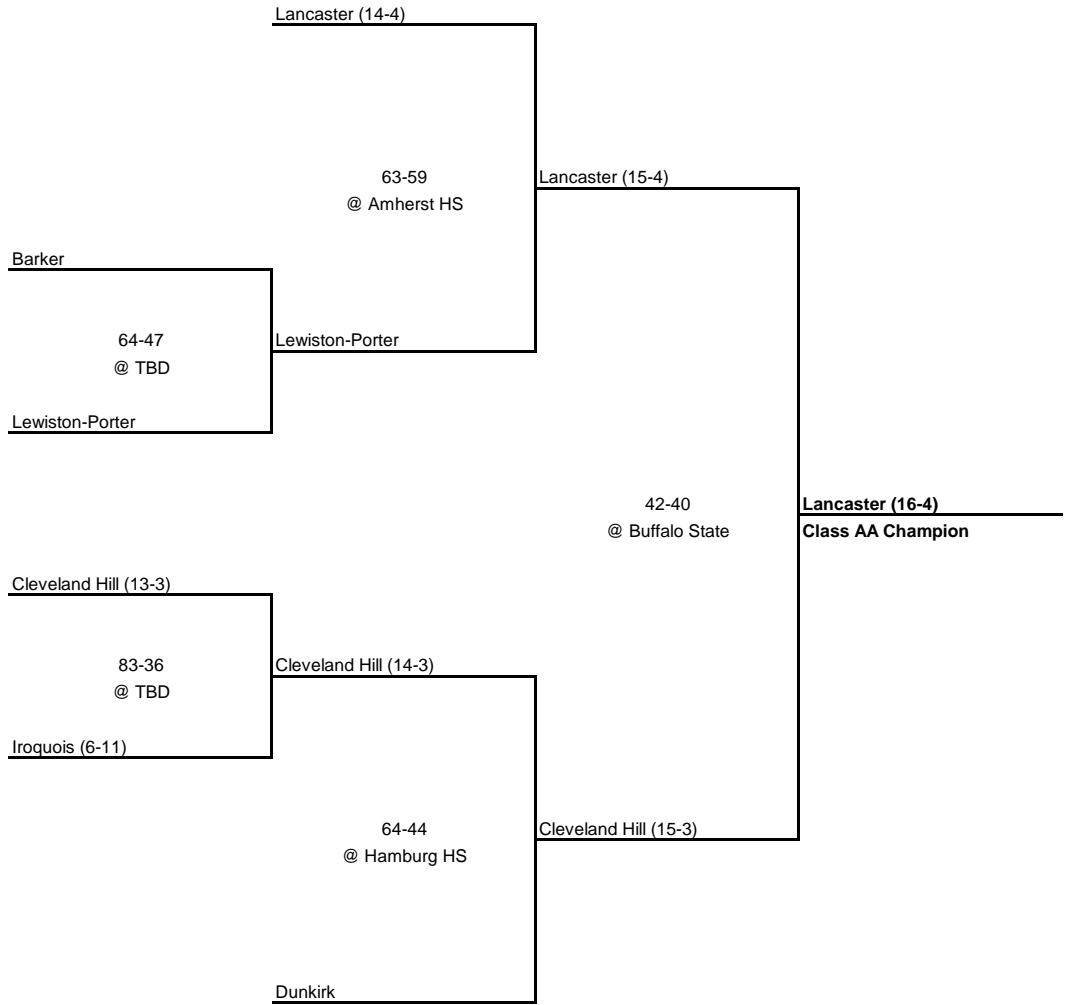 Lancaster (14-4)
63-59
Lancaster (15-4)
@ Amherst HS
Barker
64-47
Lewiston-Porter
@ TBD
Lewiston-Porter
42-40
Lancaster (16-4)
@ Buffalo State
Class AA Champion
Cleveland Hill (13-3)
83-36
Cleveland Hill (14-3)
@ TBD
Iroquois (6-11)
64-44
Cleveland Hill (15-3)
@ Hamburg HS
Dunkirk